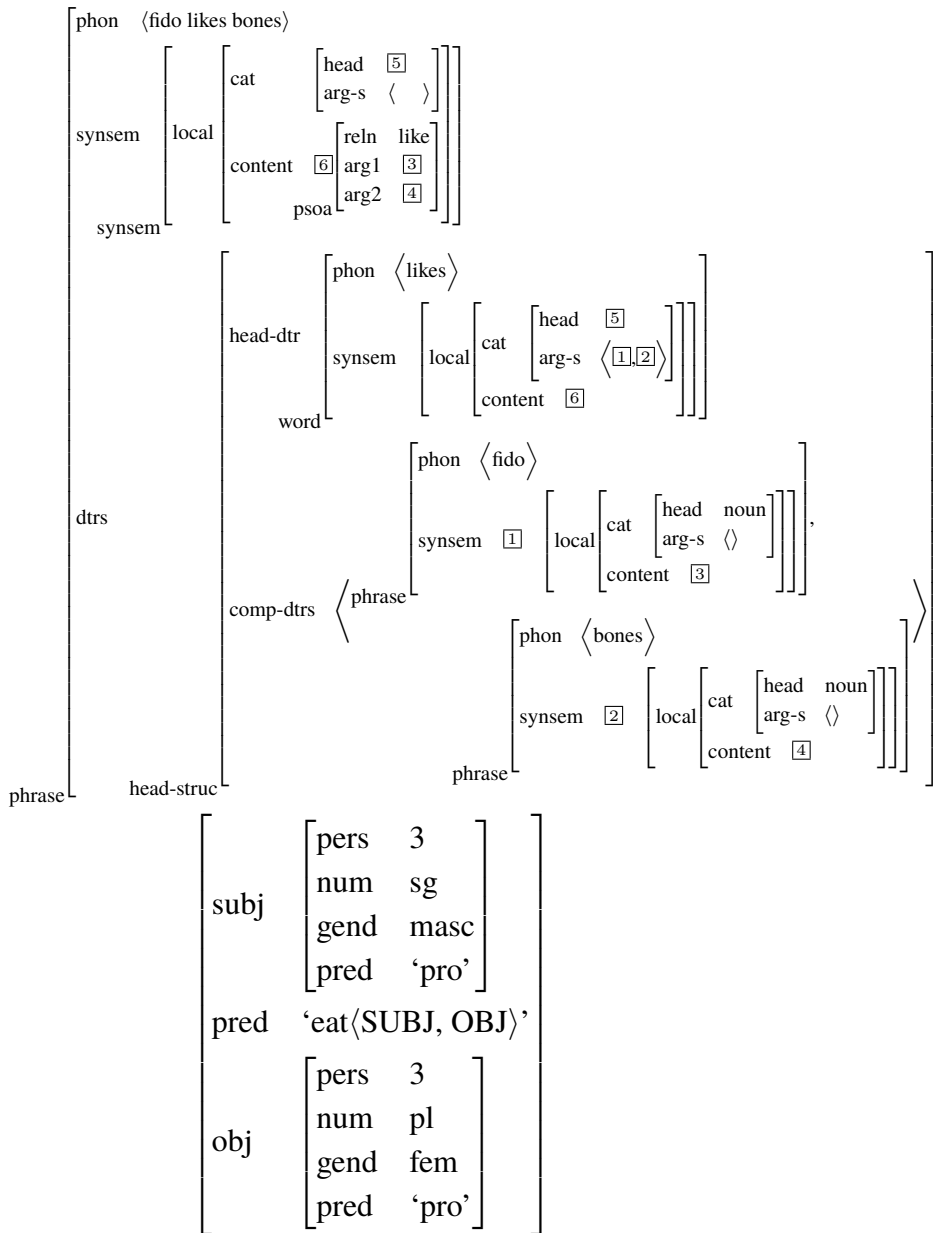 phon ⟨fido likes bones⟩
head 5
cat
arg-s ⟨ ⟩
synsem local
reln like
content 6 arg1 3
arg2 4
psoa
synsem
phon ⟨likes⟩
head 5
head-dtr cat
synsem local arg-s ⟨1,2⟩
content 6
word
phon ⟨fido⟩
head noun
dtrs cat
synsem 1 local arg-s ⟨⟩ ,
content 3
comp-dtrs ⟨ phrase ⟩
phon ⟨bones⟩
head noun
cat
synsem 2 local arg-s ⟨⟩
content 4
phrase
phrase head-struc
pers 3
num sg
subj
gend masc
pred ‘pro’
pred ‘eat⟨SUBJ, OBJ⟩’
pers 3
num pl
obj
gend fem
pred ‘pro’